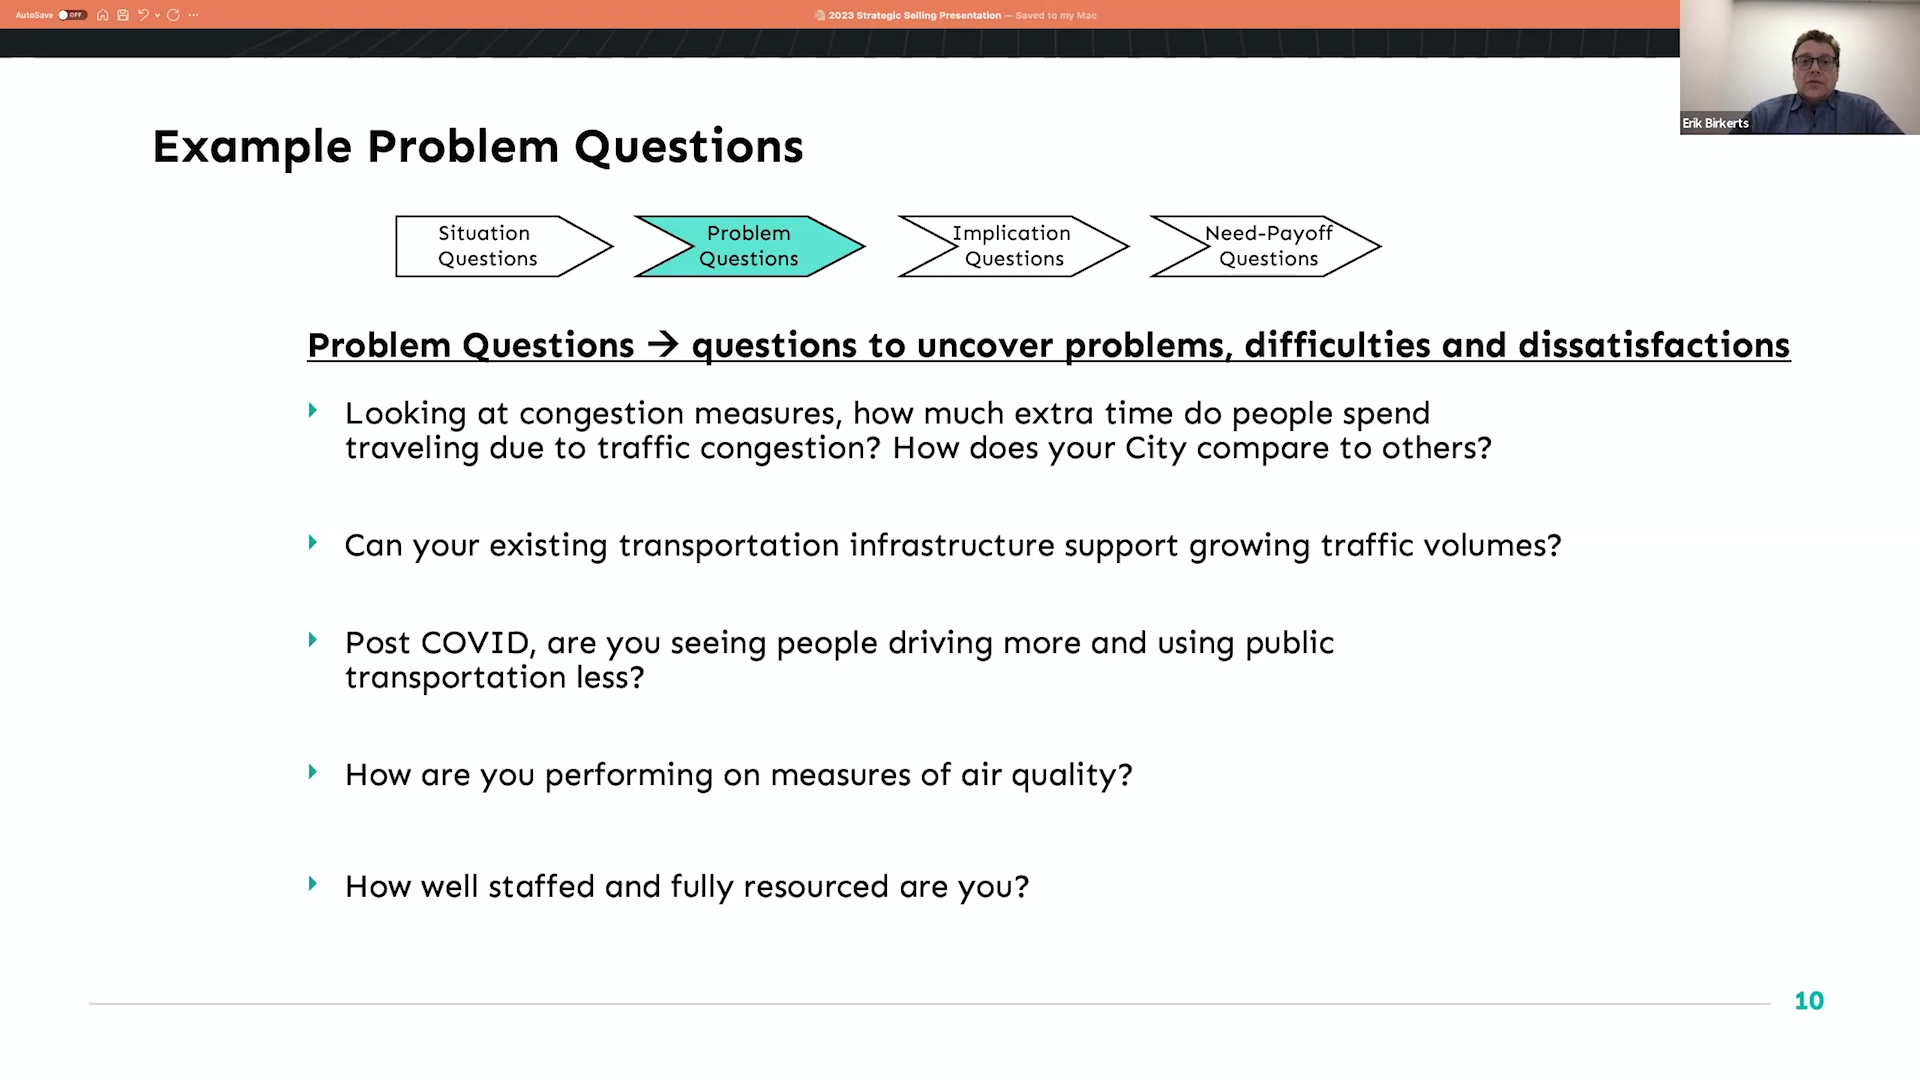 AutoSave OFF
2023 Strategic Selling Presentation — Saved to my Mac
Erik Birkerts
Example Problem Questions
Situation
Questions
Problem
Questions
Implication
Questions
Need-Payoff
Questions
Problem Questions → questions to uncover problems, difficulties and dissatisfactions
Looking at congestion measures, how much extra time do people spend
traveling due to traffic congestion? How does your City compare to others?
Can your existing transportation infrastructure support growing traffic volumes?
Post COVID, are you seeing people driving more and using public
transportation less?
How are you performing on measures of air quality?
How well staffed and fully resourced are you?
10